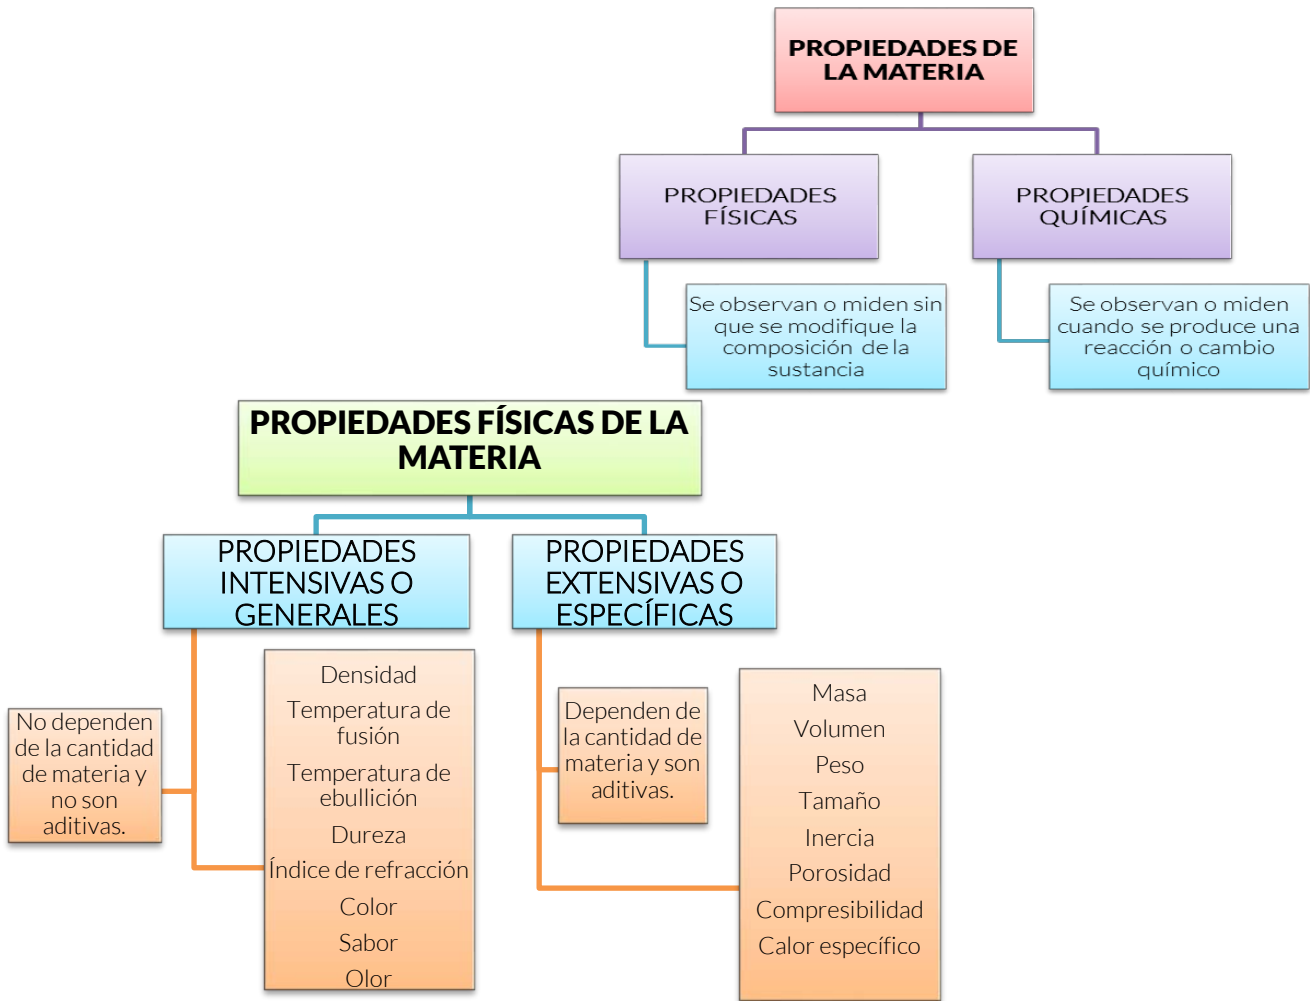 PROPIEDADES DE
LA MATERIA
PROPIEDADES
FÍSICAS
PROPIEDADES
QUÍMICAS
Se observan o miden sin
que se modifique la
composición de la
sustancia
Se observan o miden
cuando se produce una
reacción o cambio
químico
PROPIEDADES FÍSICAS DE LA
MATERIA
PROPIEDADES
INTENSIVAS O
GENERALES
PROPIEDADES
EXTENSIVAS O
ESPECÍFICAS
No dependen
de la cantidad
de materia y
no son
aditivas.
Densidad
Temperatura de
fusión
Temperatura de
ebullición
Dureza
Índice de refracción
Color
Sabor
Olor
Dependen de
la cantidad de
materia y son
aditivas.
Masa
Volumen
Peso
Tamaño
Inercia
Porosidad
Compresibilidad
Calor específico